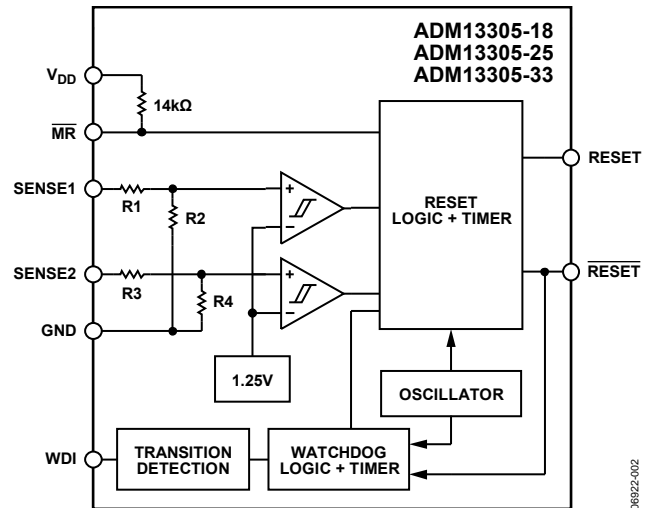 ADM13305-18
ADM13305-25
ADM13305-33
VDD
14kΩ
MR
SENSE1
R1
R2
SENSE2
R3
R4
GND
1.25V
RESET
LOGIC + TIMER
RESET
RESET
OSCILLATOR
WDI
TRANSITION
DETECTION
WATCHDOG
LOGIC + TIMER
06922-002